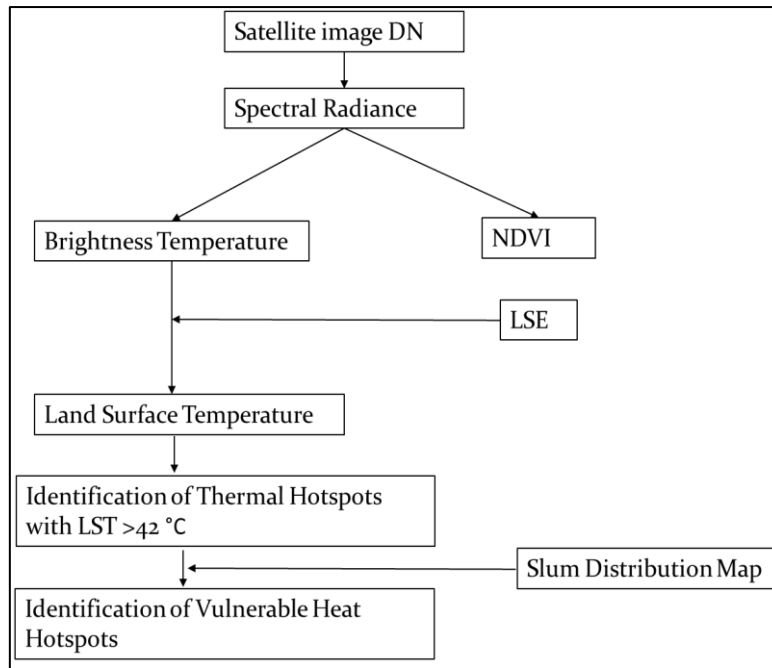 Satellite image DN
Spectral Radiance
Brightness Temperature
NDVI
LSE
Land Surface Temperature
Identification of Thermal Hotspots
with LST >42 °C
Slum Distribution Map
Identification of Vulnerable Heat
Hotspots